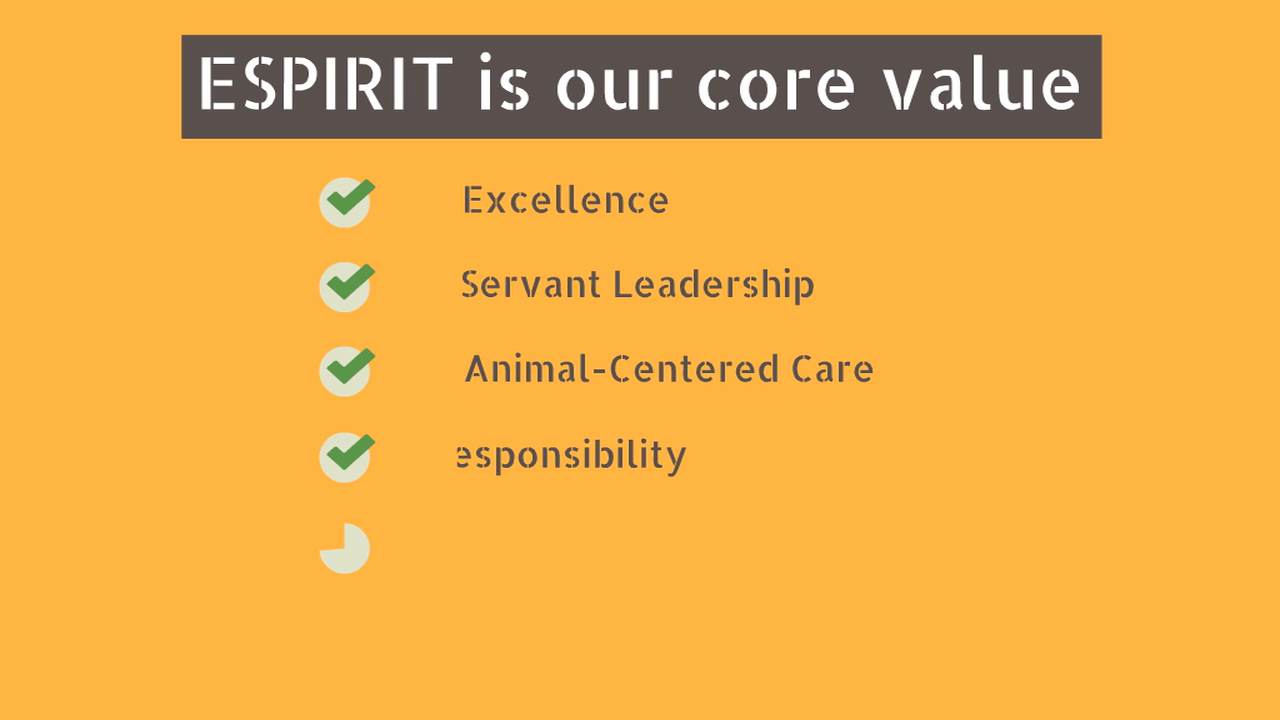 ESPIRIT is our core value
Excellence
Servant Leadership
Animal-Centered Care
esponsibility